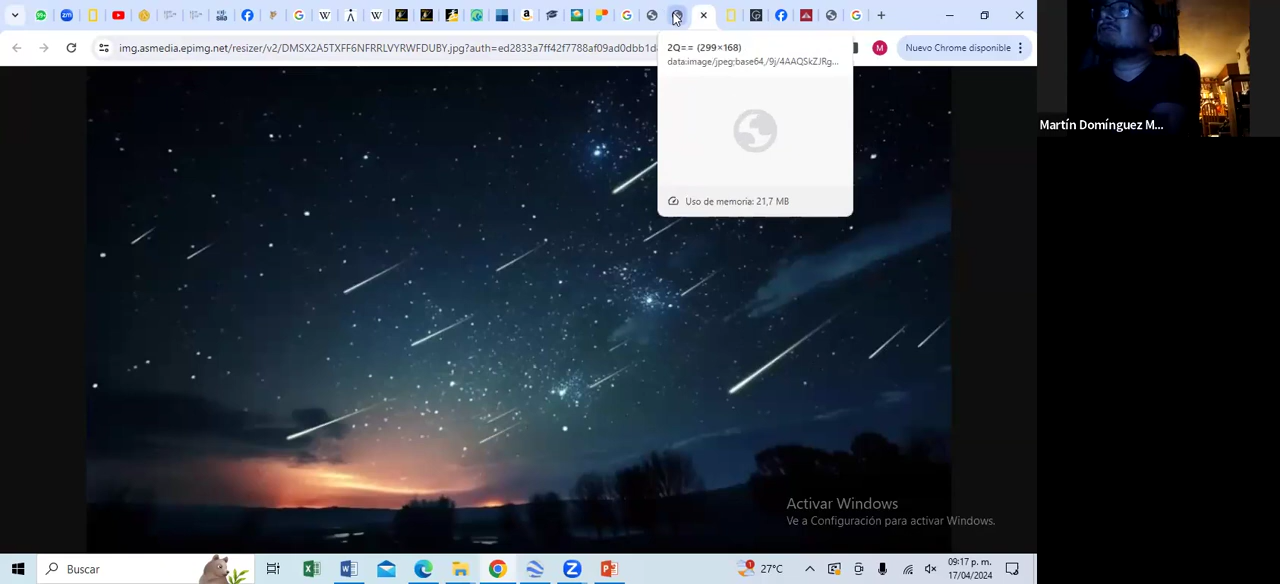 img.asmedia.epimg.net/resizer/v2/DMSX2A5TXFF6NFRRLVYRWFDUBY.jpg?auth=ed2833a7ff42f7788af09ad0dbb1d
M
Nuevo Chrome disponible
2Q== (299×168)
data:image/jpeg;base64,/9j/4AAQSkZJRg...
Uso de memoria: 21,7 MB
Martín Domínguez M...
Activar Windows
Ve a Configuración para activar Windows.
Buscar
27°C
09:17 p. m.
17/04/2024